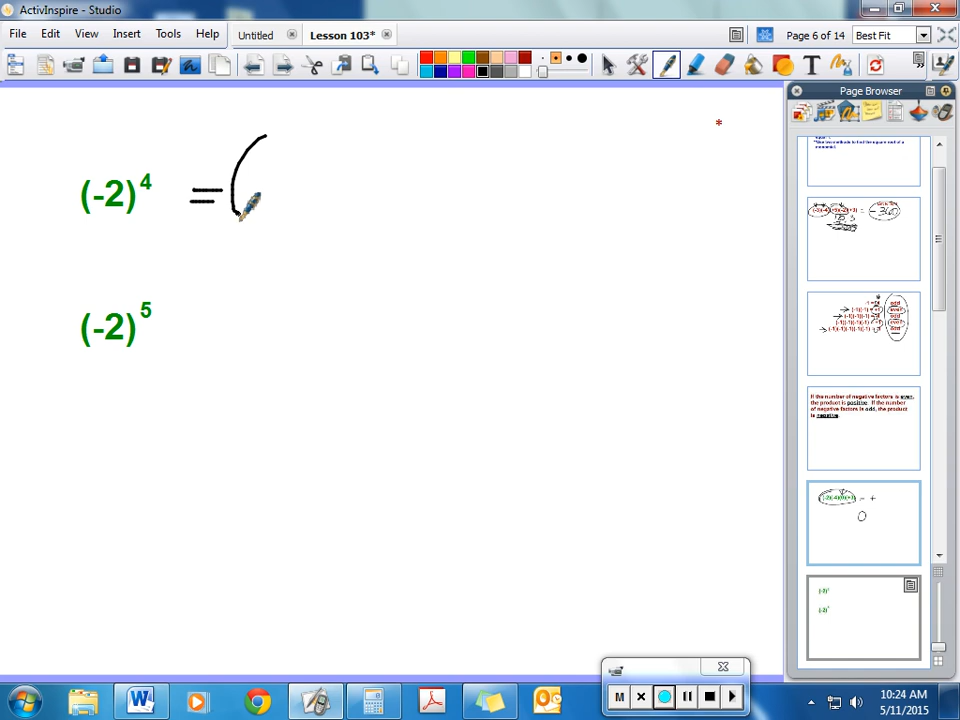 ActivInspire - Studio
File Edit View Insert Tools Help Untitled Lesson 103* Page 6 of 14 Best Fit
Page Browser
*
(-2)⁴ = (
(-2)⁵
If the number of negative factors is even,
the product is positive. If the number
of negative factors is odd, the product
is negative.
M
10:24 AM
5/11/2015